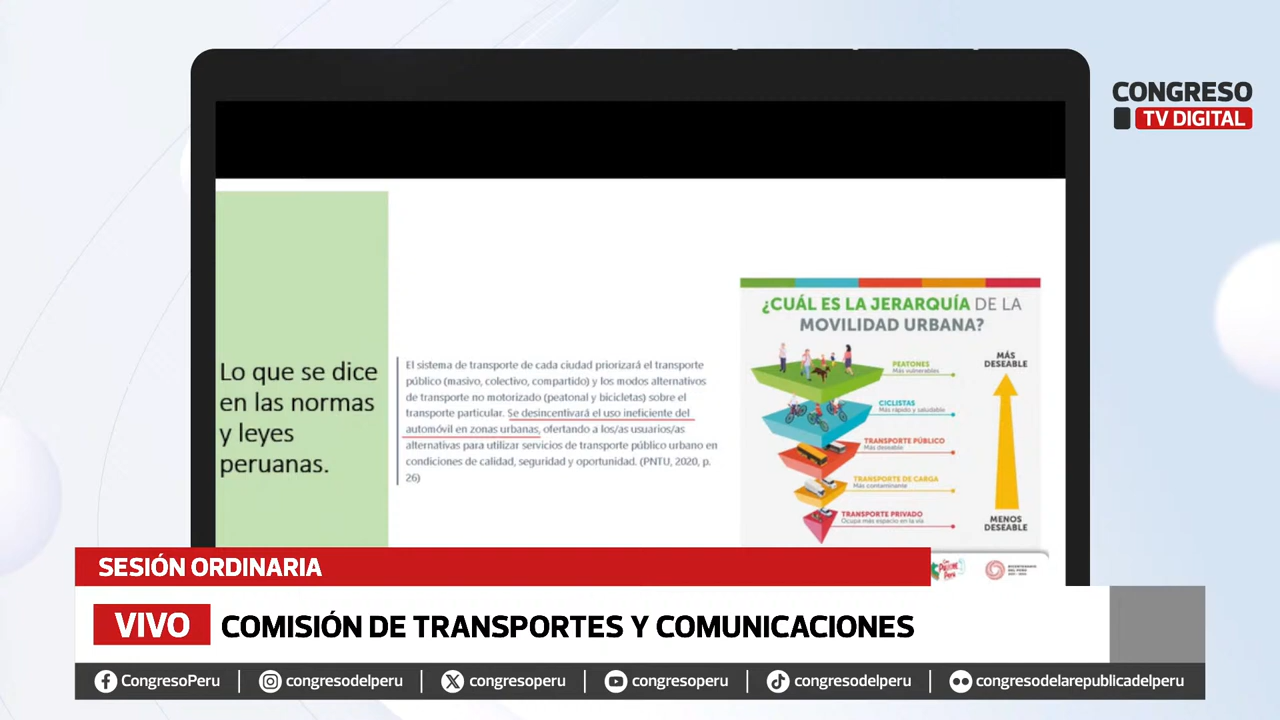 CONGRESO
TV DIGITAL
Lo que se dice
en las normas
y leyes
peruanas.
El sistema de transporte de cada ciudad priorizará el transporte
público (masivo, colectivo, compartido) y los modos alternativos
de transporte no motorizado (peatonal y bicicletas) sobre el
transporte particular. Se desincentivará el uso ineficiente del
automóvil en zonas urbanas, ofertando a los/as usuarios/as
alternativas para utilizar servicios de transporte público urbano en
condiciones de calidad, seguridad y oportunidad. (PNTU, 2020, p.
26)
¿CUÁL ES LA JERARQUÍA DE LA
MOVILIDAD URBANA?
PEATONES
Más vulnerables
CICLISTAS
Más rápido y saludable
TRANSPORTE PÚBLICO
Más deseable
TRANSPORTE DE CARGA
Más contaminante
TRANSPORTE PRIVADO
Ocupa más espacio en la vía
MÁS
DESEABLE
MENOS
DESEABLE
SESIÓN ORDINARIA
VIVO COMISIÓN DE TRANSPORTES Y COMUNICACIONES
CongresoPeru congresodelperu congresoperu congresoperu congresodelperu congresodelarepublicadelperu